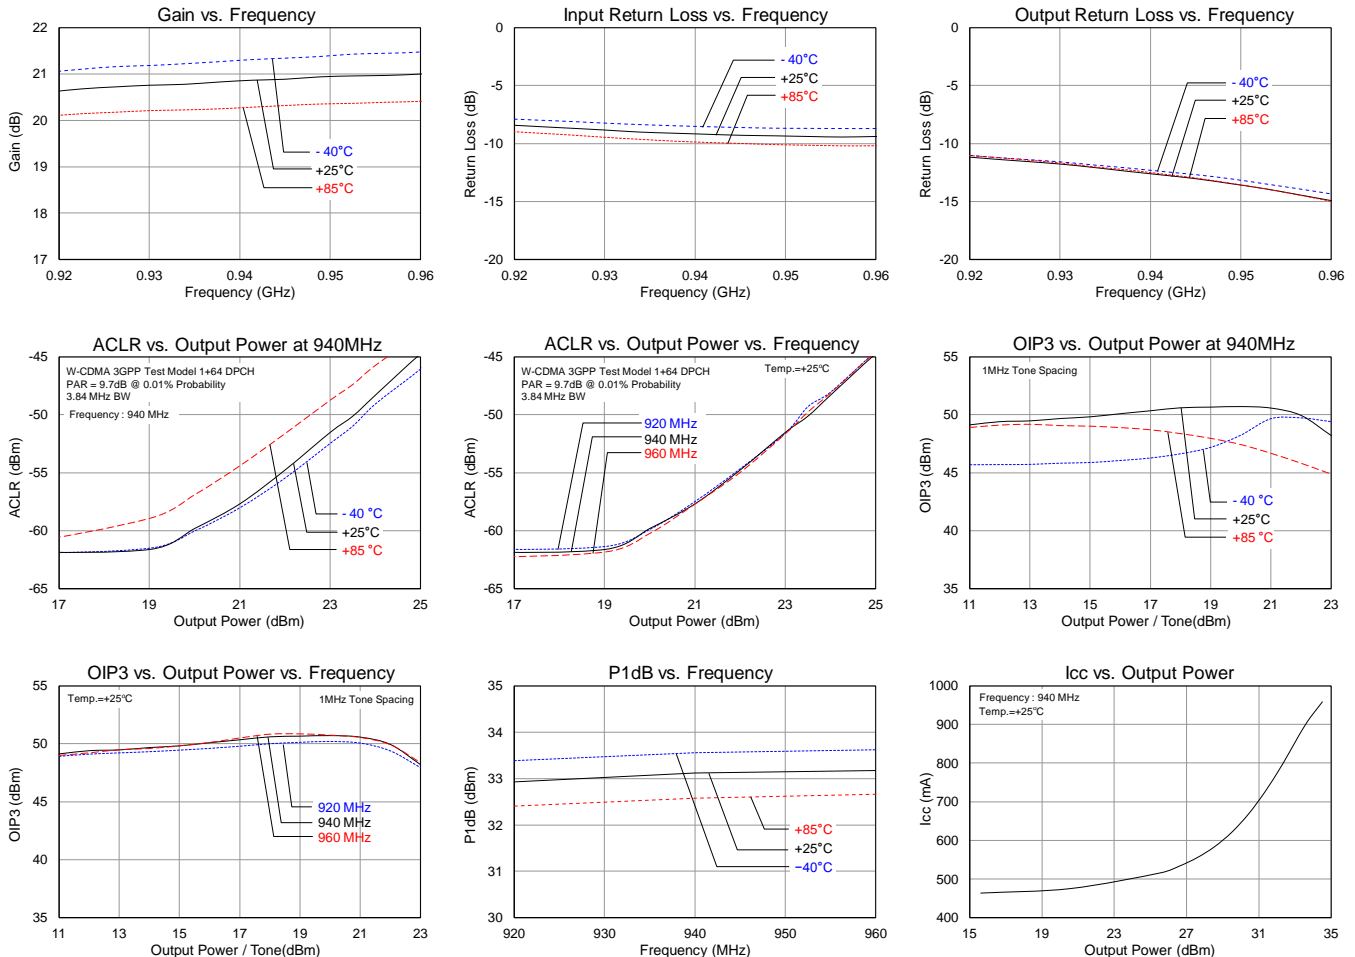 Gain vs. Frequency
22
21
20
19
18
17
0.92
0.93
0.94
0.95
0.96
Gain (dB)
Frequency (GHz)
- 40°C
+25°C
+85°C
Input Return Loss vs. Frequency
0
-5
-10
-15
-20
0.92
0.93
0.94
0.95
0.96
Return Loss (dB)
Frequency (GHz)
- 40°C
+25°C
+85°C
Output Return Loss vs. Frequency
0
-5
-10
-15
-20
0.92
0.93
0.94
0.95
0.96
Return Loss (dB)
Frequency (GHz)
- 40°C
+25°C
+85°C
ACLR vs. Output Power at 940MHz
W-CDMA 3GPP Test Model 1+64 DPCH
PAR = 9.7dB @ 0.01% Probability
3.84 MHz BW
Frequency : 940 MHz
-45
-50
-55
-60
-65
17
19
21
23
25
ACLR (dBm)
Output Power (dBm)
- 40 °C
+25°C
+85 °C
ACLR vs. Output Power vs. Frequency
W-CDMA 3GPP Test Model 1+64 DPCH
PAR = 9.7dB @ 0.01% Probability
3.84 MHz BW
Temp.=+25°C
-45
-50
-55
-60
-65
17
19
21
23
25
ACLR (dBm)
Output Power (dBm)
920 MHz
940 MHz
960 MHz
OIP3 vs. Output Power at 940MHz
1MHz Tone Spacing
55
50
45
40
35
11
13
15
17
19
21
23
OIP3 (dBm)
Output Power / Tone(dBm)
- 40 °C
+25°C
+85 °C
OIP3 vs. Output Power vs. Frequency
Temp.=+25°C
1MHz Tone Spacing
55
50
45
40
35
11
13
15
17
19
21
23
OIP3 (dBm)
Output Power / Tone(dBm)
920 MHz
940 MHz
960 MHz
P1dB vs. Frequency
35
34
33
32
31
30
920
930
940
950
960
P1dB (dBm)
Frequency (MHz)
+85°C
+25°C
−40°C
Icc vs. Output Power
Frequency : 940 MHz
Temp.=+25°C
1000
900
800
700
600
500
400
15
19
23
27
31
35
Icc (mA)
Output Power (dBm)